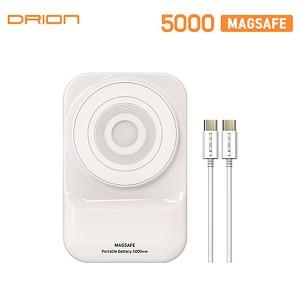 DRION
5000 MAGSAFE
MAGSAFE
Portable Battery 5000mAh